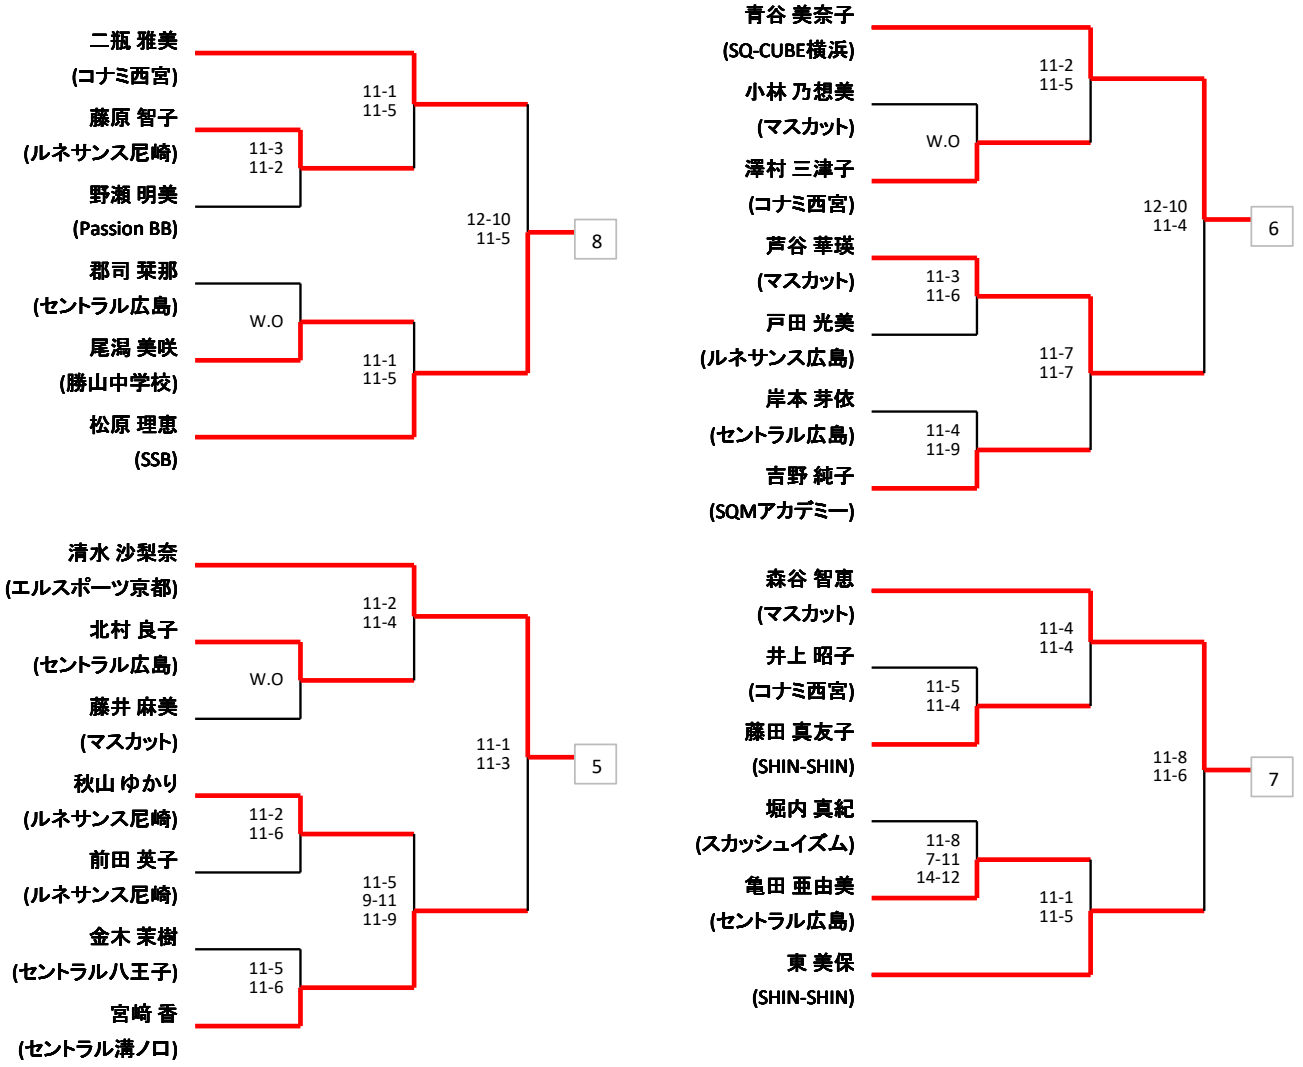 二瓶 雅美
(コナミ西宮)
11-1
11-5
藤原 智子
(ルネサンス尼崎)
11-3
11-2
野瀬 明美
(Passion BB)
12-10
11-5
8
郡司 栞那
(セントラル広島)
W.O
尾潟 美咲
(勝山中学校)
11-1
11-5
松原 理恵
(SSB)
清水 沙梨奈
(エルスポーツ京都)
11-2
11-4
北村 良子
(セントラル広島)
W.O
藤井 麻美
(マスカット)
11-1
11-3
5
秋山 ゆかり
(ルネサンス尼崎)
11-2
11-6
前田 英子
(ルネサンス尼崎)
11-5
9-11
11-9
金木 茉樹
(セントラル八王子)
11-5
11-6
宮﨑 香
(セントラル溝ノ口)
青谷 美奈子
(SQ-CUBE横浜)
11-2
11-5
小林 乃想美
(マスカット)
W.O
澤村 三津子
(コナミ西宮)
12-10
11-4
6
芦谷 華瑛
(マスカット)
11-3
11-6
戸田 光美
(ルネサンス広島)
11-7
11-7
岸本 芽依
(セントラル広島)
11-4
11-9
吉野 純子
(SQMアカデミー)
森谷 智恵
(マスカット)
11-4
11-4
井上 昭子
(コナミ西宮)
11-5
11-4
藤田 真友子
(SHIN-SHIN)
11-8
11-6
7
堀内 真紀
(スカッシュイズム)
11-8
7-11
14-12
亀田 亜由美
(セントラル広島)
11-1
11-5
東 美保
(SHIN-SHIN)